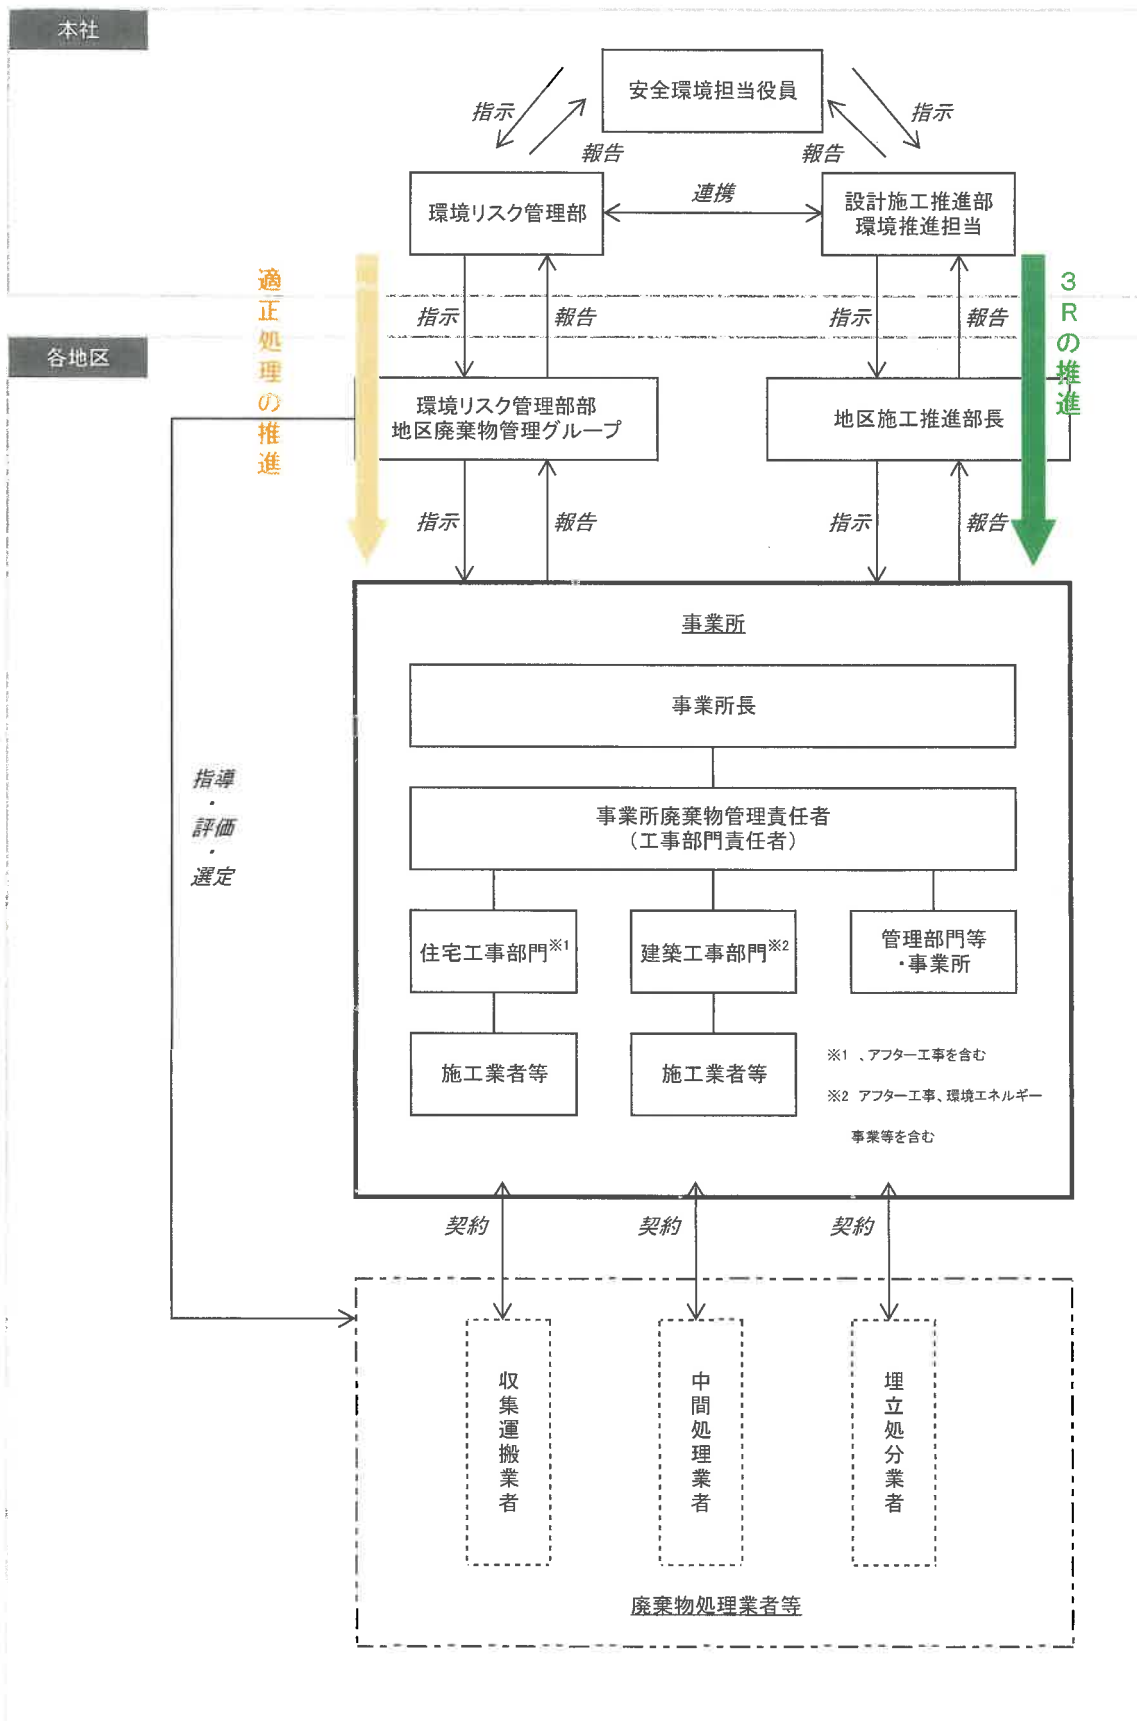 本社
安全環境担当役員
指示
報告
報告
指示
環境リスク管理部
連携
設計施工推進部
環境推進担当
適正処理の推進
3Rの推進
指示
報告
指示
報告
各地区
環境リスク管理部部
地区廃棄物管理グループ
地区施工推進部長
指示
報告
指示
報告
事業所
事業所長
指導
・
評価
・
選定
事業所廃棄物管理責任者
(工事部門責任者)
住宅工事部門※1
建築工事部門※2
管理部門等
・事業所
施工業者等
施工業者等
※1 、アフター工事を含む
※2 アフター工事、環境エネルギー
事業等を含む
契約
契約
契約
収集運搬業者
中間処理業者
埋立処分業者
廃棄物処理業者等